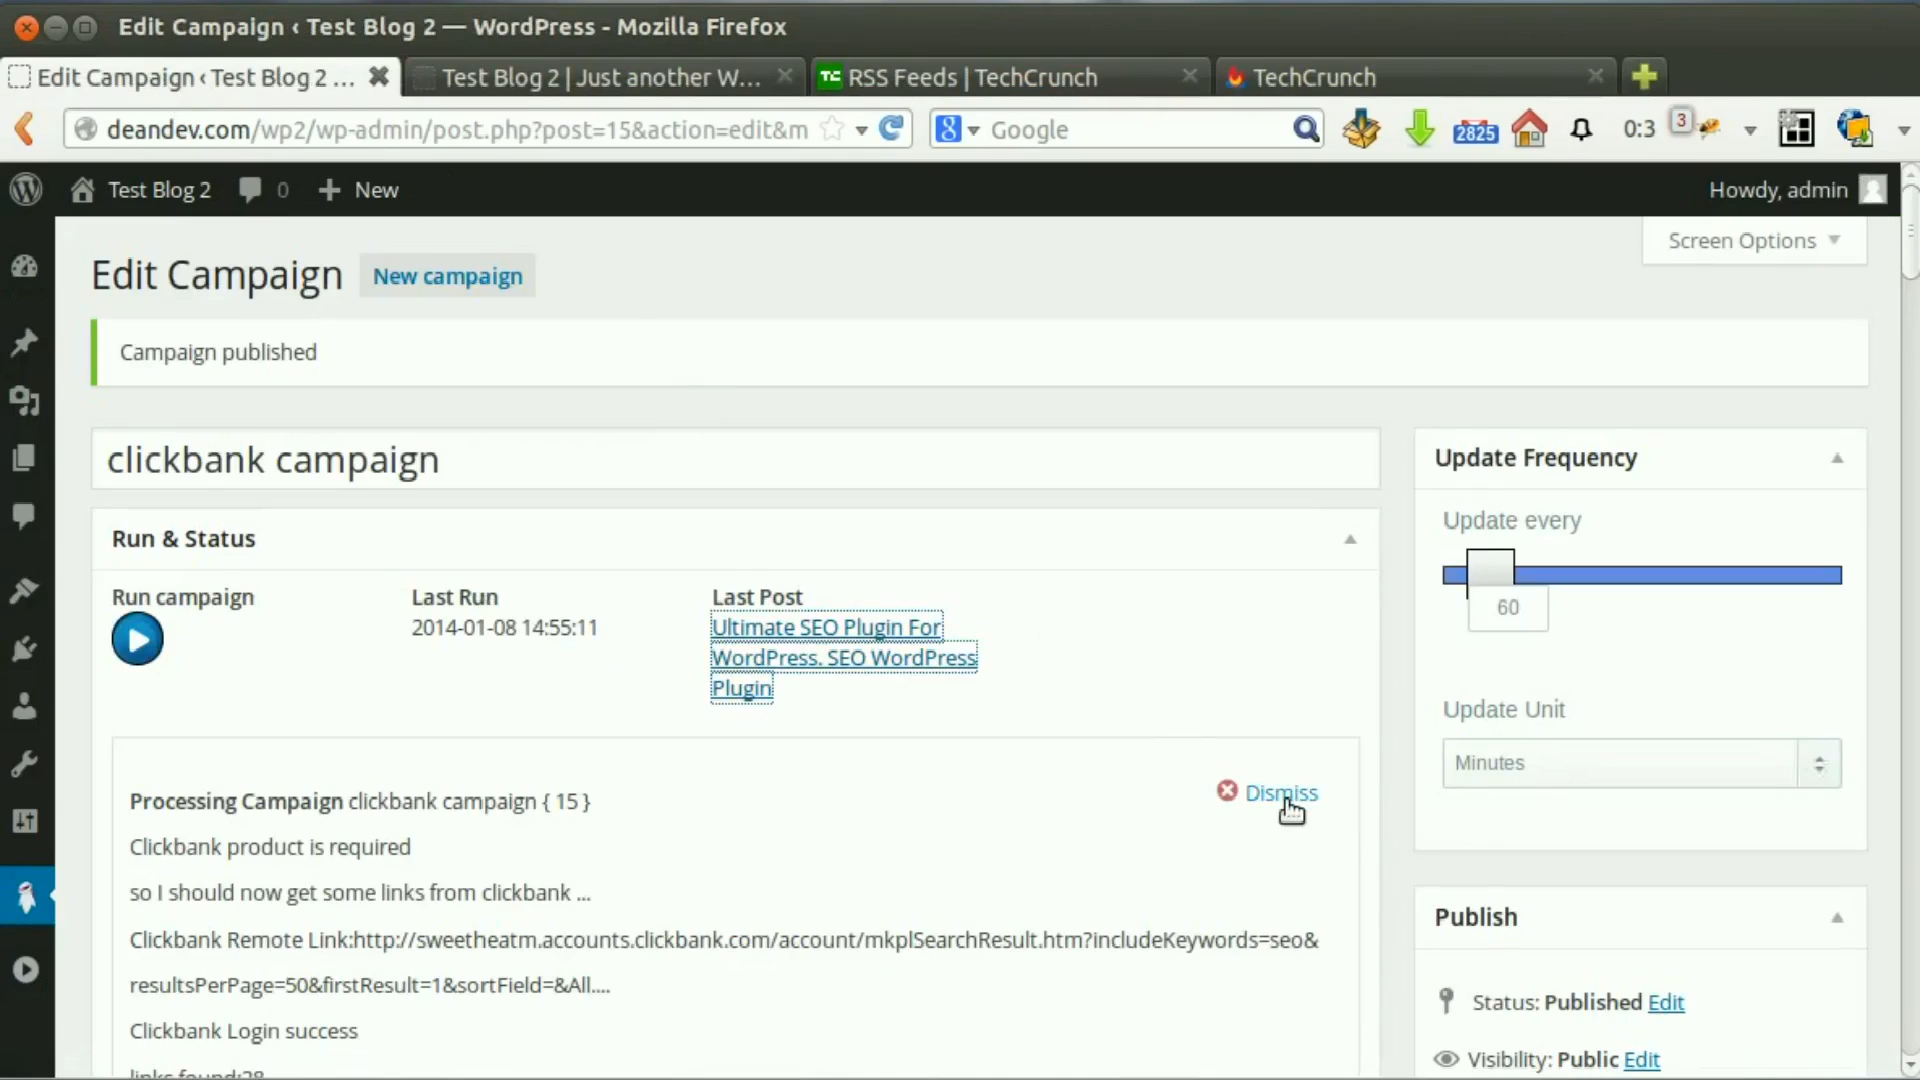 Edit Campaign ‹ Test Blog 2 — WordPress - Mozilla Firefox
Edit Campaign ‹ Test Blog 2 ...
Test Blog 2 | Just another W...
TC RSS Feeds | TechCrunch
TechCrunch
deandev.com/wp2/wp-admin/post.php?post=15&action=edit&m
8 Google
2825
0:3
3
Test Blog 2
0
New
Howdy, admin
Screen Options
Edit Campaign
New campaign
Campaign published
clickbank campaign
Run & Status
Run campaign
Last Run
2014-01-08 14:55:11
Last Post
Ultimate SEO Plugin For
WordPress. SEO WordPress
Plugin
Processing Campaign clickbank campaign { 15 }
Dismiss
Clickbank product is required
so I should now get some links from clickbank ...
Clickbank Remote Link:http://sweetheatm.accounts.clickbank.com/account/mkplSearchResult.htm?includeKeywords=seo&
resultsPerPage=50&firstResult=1&sortField=&All....
Clickbank Login success
links found:28
Update Frequency
Update every
60
Update Unit
Minutes
Publish
Status: Published Edit
Visibility: Public Edit